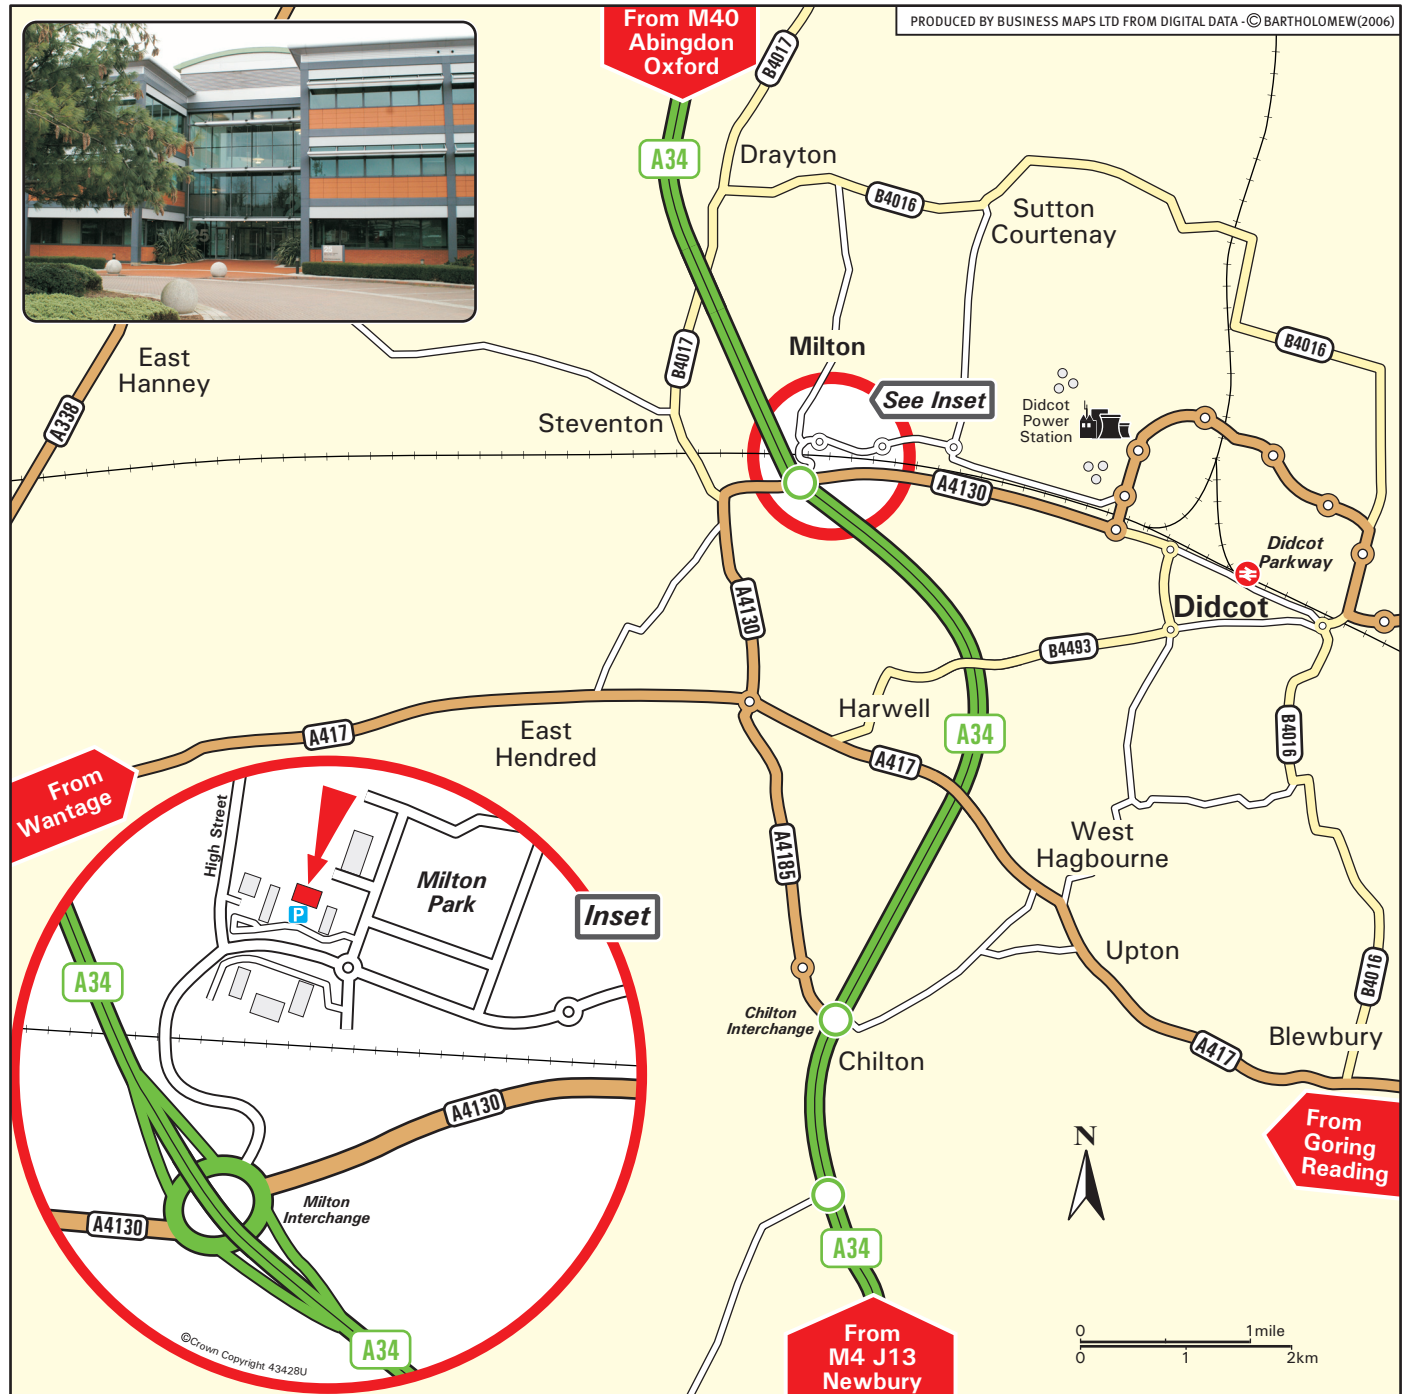 PRODUCED BY BUSINESS MAPS LTD FROM DIGITAL DATA - © BARTHOLOMEW(2006)
From M40
Abingdon
Oxford
B4017
A34
Drayton
B4016
Sutton
Courtenay
East
Hanney
A338
B4017
Milton
See Inset
B4016
Steventon
Didcot
Power
Station
A4130
Didcot
Parkway
Didcot
A4130
B4493
Harwell
A34
B4016
A417
East
Hendred
A417
From
Wantage
A4185
West
Hagbourne
High Street
Milton
Park
P
Inset
Upton
A34
B4016
Chilton
Interchange
Chilton
Blewbury
A417
A4130
From
Goring
Reading
N
Milton
Interchange
A4130
A34
A34
©Crown Copyright 43428U
From
M4 J13
Newbury
0 1mile
0 1 2km